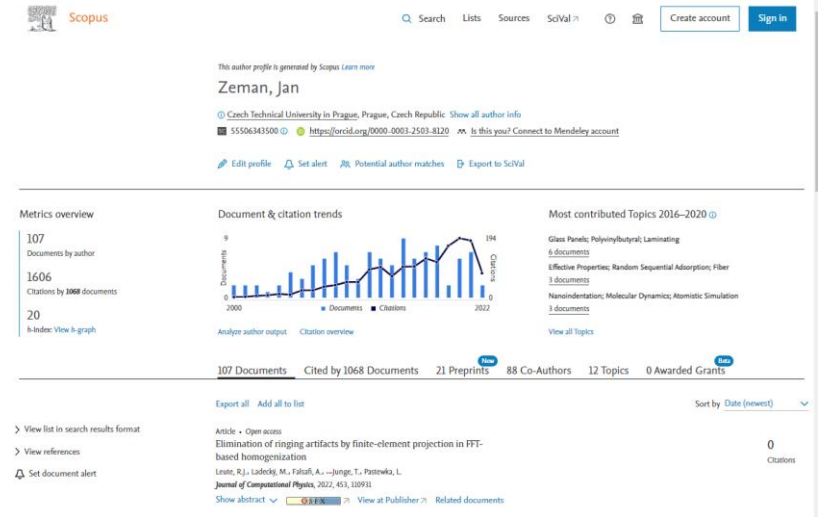 Scopus
Search
Lists
Sources
SciVal
Create account
Sign in
This author profile is generated by Scopus Learn more
Zeman, Jan
Czech Technical University in Prague, Prague, Czech Republic Show all author info
55506343500 https://orcid.org/0000-0003-2503-8120 Is this you? Connect to Mendeley account
Edit profile Set alert Potential author matches Export to SciVal
Metrics overview
107
Documents by author
1606
Citations by 1068 documents
20
h-index: View h-graph
Document & citation trends
9
194
Documents
Citations
0
0
2000
2022
Documents Citations
Analyze author output Citation overview
Most contributed Topics 2016–2020
Glass Panels; Polyvinylbutyral; Laminating
6 documents
Effective Properties; Random Sequential Adsorption; Fiber
3 documents
Nanoindentation; Molecular Dynamics; Atomistic Simulation
3 documents
View all Topics
New
Beta
107 Documents Cited by 1068 Documents 21 Preprints 88 Co-Authors 12 Topics 0 Awarded Grants
Export all Add all to list
Sort by Date (newest)
View list in search results format
View references
Set document alert
Article • Open access
Elimination of ringing artifacts by finite-element projection in FFT-
based homogenization
Leute, R.J., Ladecký, M., Falsafi, A., ...Junge, T., Pastewka, L.
Journal of Computational Physics, 2022, 453, 110931
0
Citations
Show abstract SFX View at Publisher Related documents